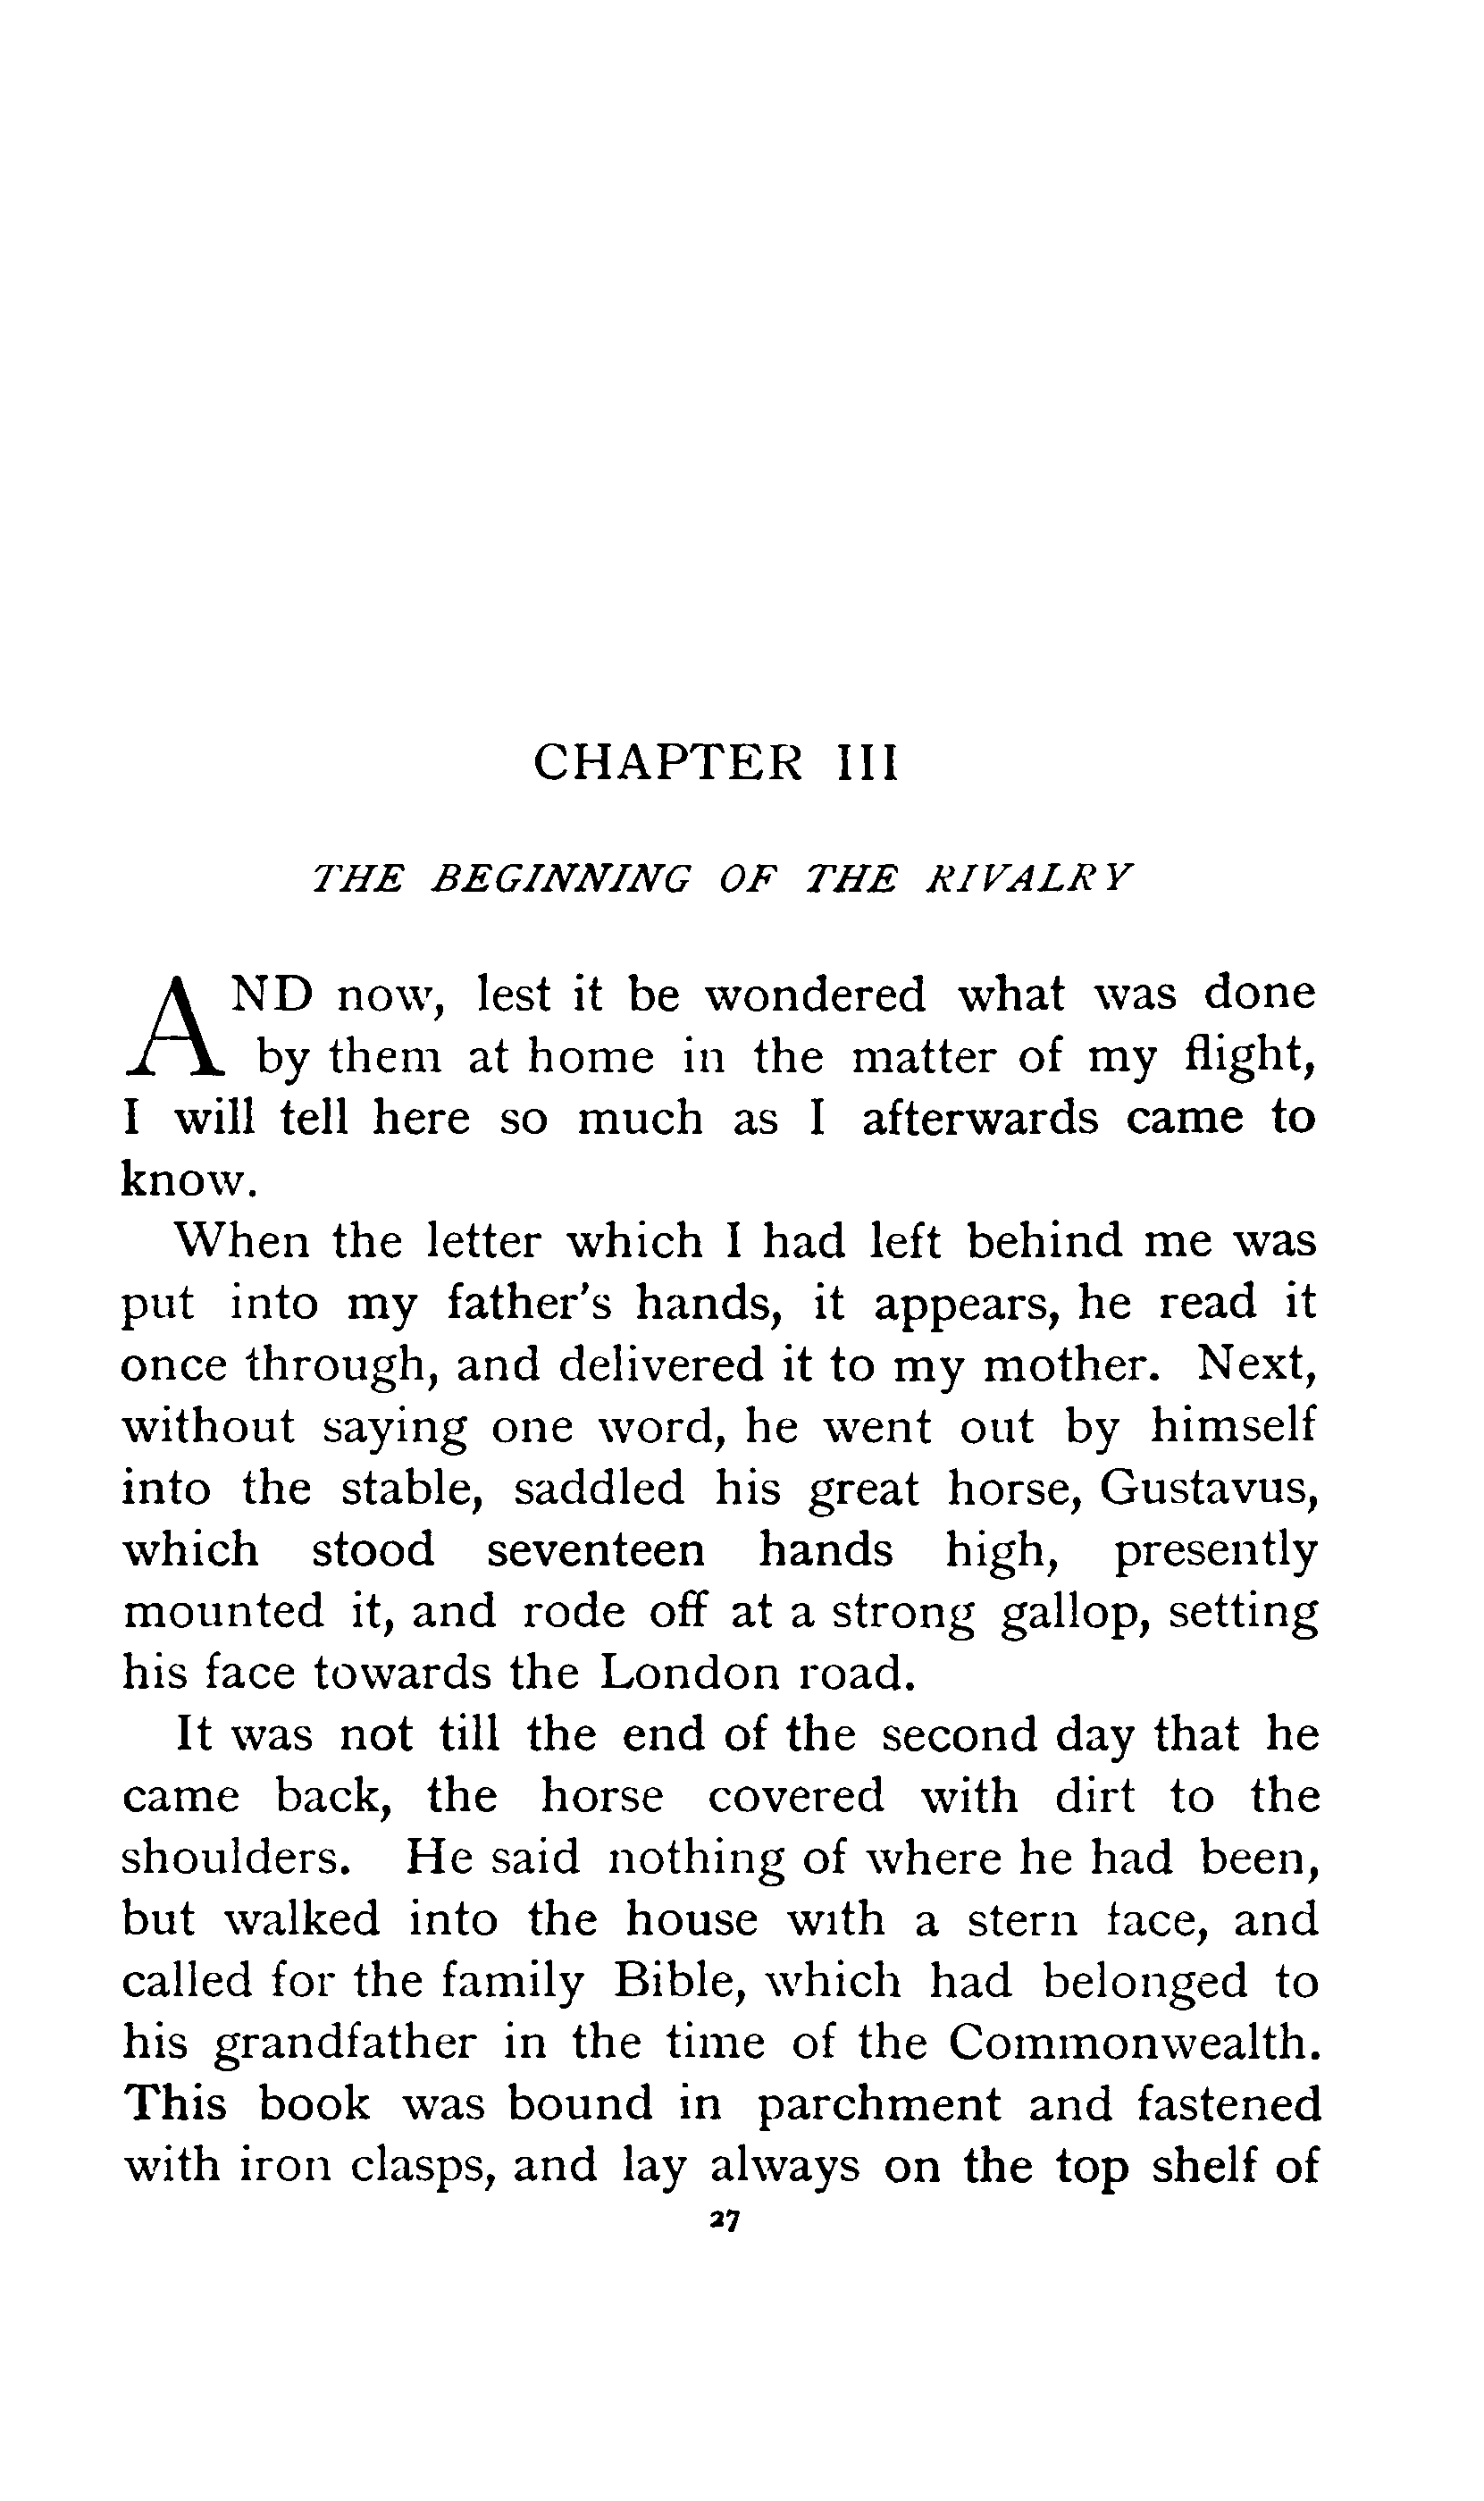 CHAPTER III
THE BEGINNING OF THE RIVALRY
AND now, lest it be wondered what was done
by them at home in the matter of my flight,
I will tell here so much as I afterwards came to
know.
When the letter which I had left behind me was
put into my father's hands, it appears, he read it
once through, and delivered it to my mother. Next,
without saying one word, he went out by himself
into the stable, saddled his great horse, Gustavus,
which stood seventeen hands high, presently
mounted it, and rode off at a strong gallop, setting
his face towards the London road.
It was not till the end of the second day that he
came back, the horse covered with dirt to the
shoulders. He said nothing of where he had been,
but walked into the house with a stern face, and
called for the family Bible, which had belonged to
his grandfather in the time of the Commonwealth.
This book was bound in parchment and fastened
with iron clasps, and lay always on the top shelf of
27